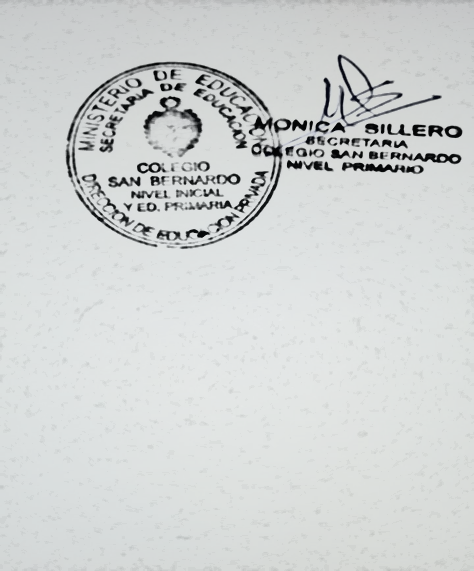 MINISTERIO DE EDUCACION
SECRETARIA DE EDUCACION
COLEGIO
SAN BERNARDO
NIVEL INICIAL
Y ED. PRIMARIA
DIRECCION DE EDUCACION PRIVADA
MONICA SILLERO
SECRETARIA
COLEGIO SAN BERNARDO
NIVEL PRIMARIO